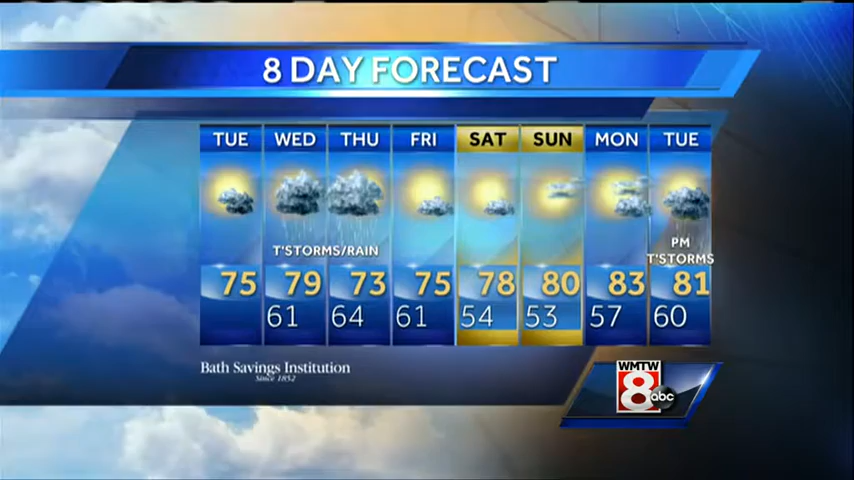 8 DAY FORECAST
TUE WED THU FRI SAT SUN MON TUE
T'STORMS/RAIN
PM
T'STORMS
75 79 73 75 78 80 83 81
61 64 61 54 53 57 60
Bath Savings Institution
Since 1852
WMTW
8 abc